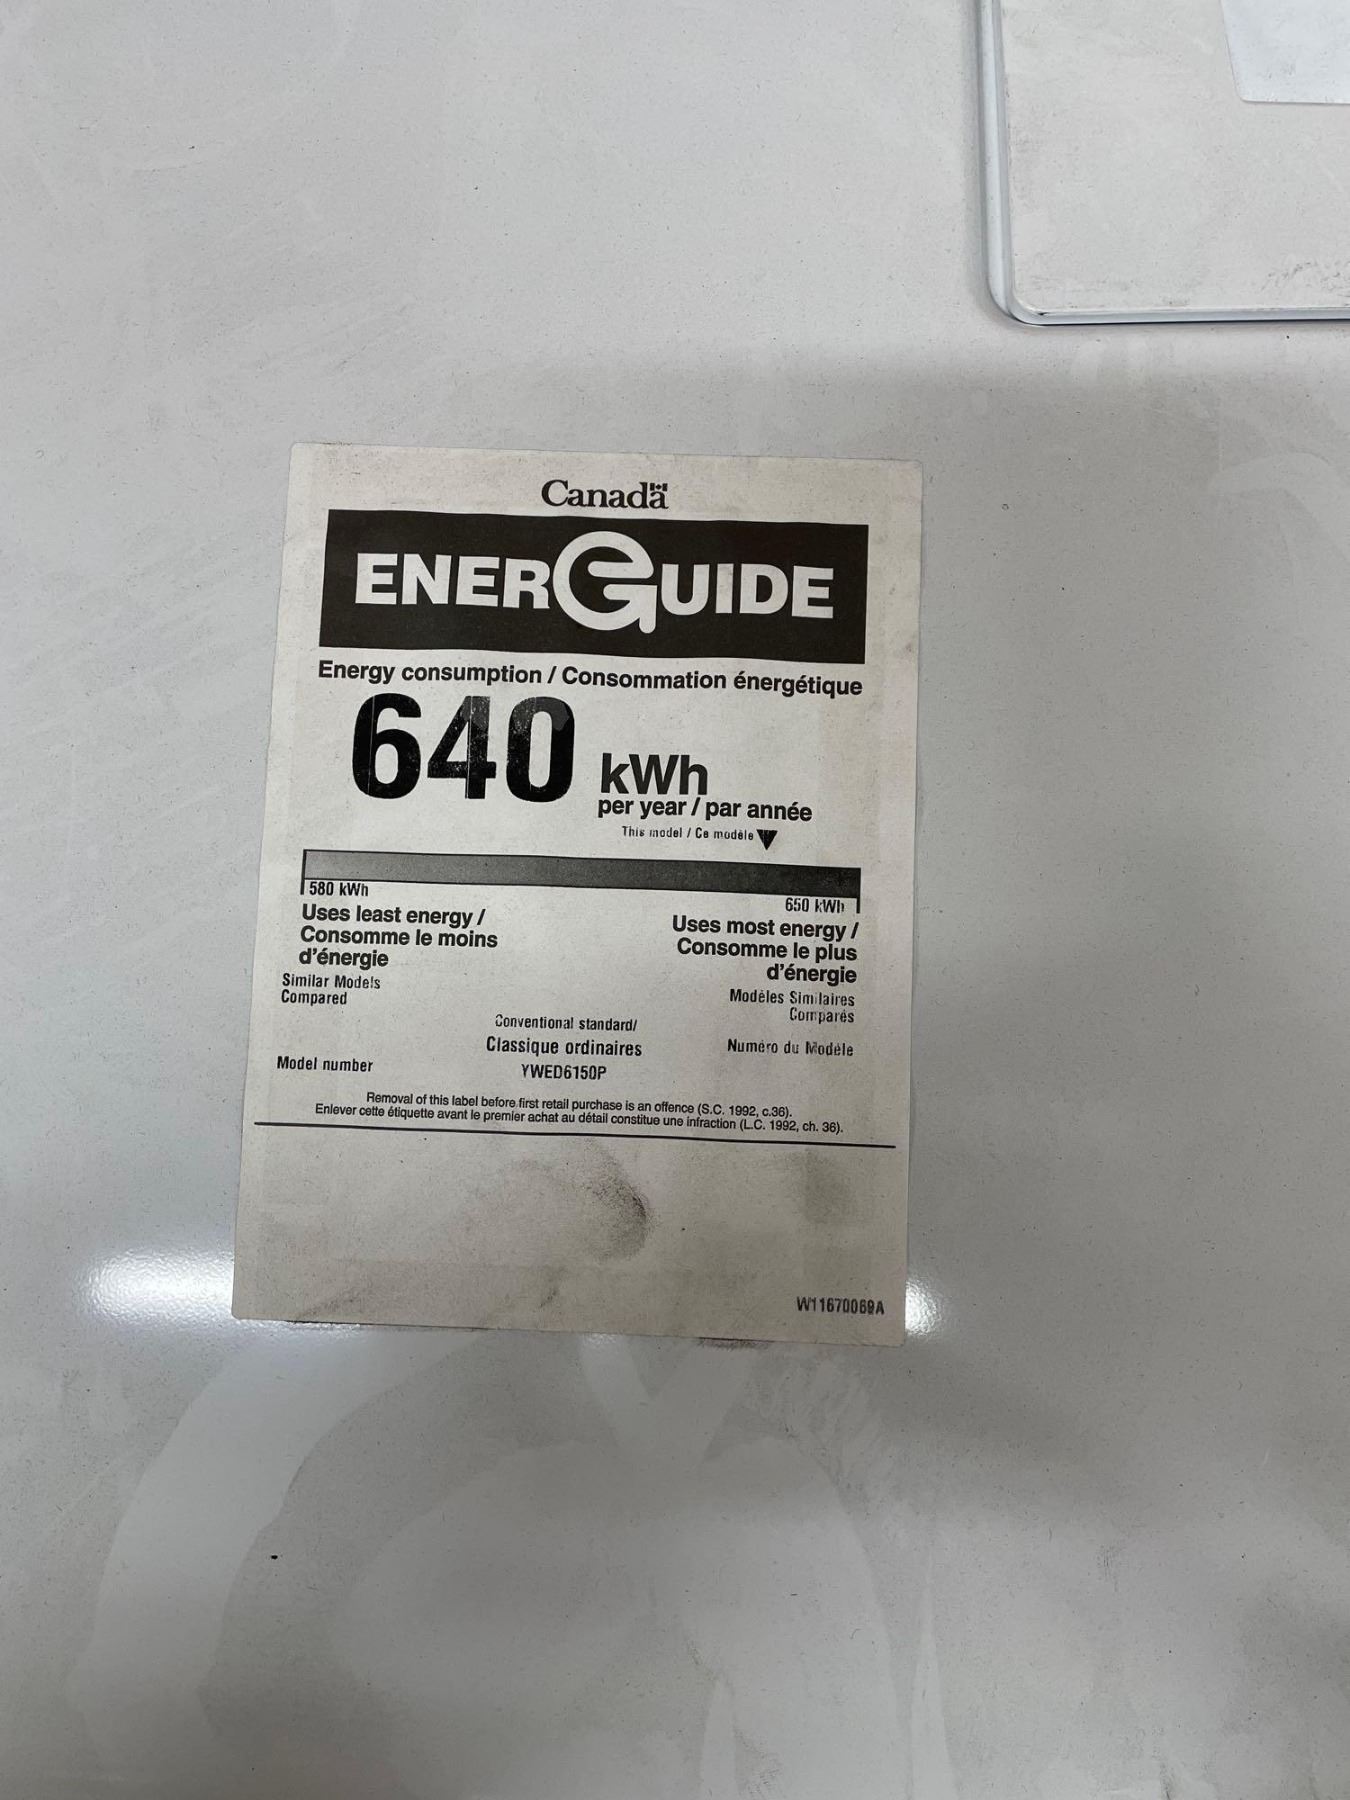 Canada
ENERGUIDE
Energy consumption / Consommation énergétique
640 kWh
per year / par année
This model / Ce modèle
580 kWh
650 kWh
Uses least energy /
Consomme le moins
d'énergie
Uses most energy /
Consomme le plus
d'énergie
Similar Models
Compared
Modèles Similaires
Comparés
Conventional standard/
Classique ordinaires
Model number
YWED6150P
Numéro du Modèle
Removal of this label before first retail purchase is an offence (S.C. 1992, c.36).
Enlever cette étiquette avant le premier achat au détail constitue une infraction (L.C. 1992, ch. 36).
W11670069A